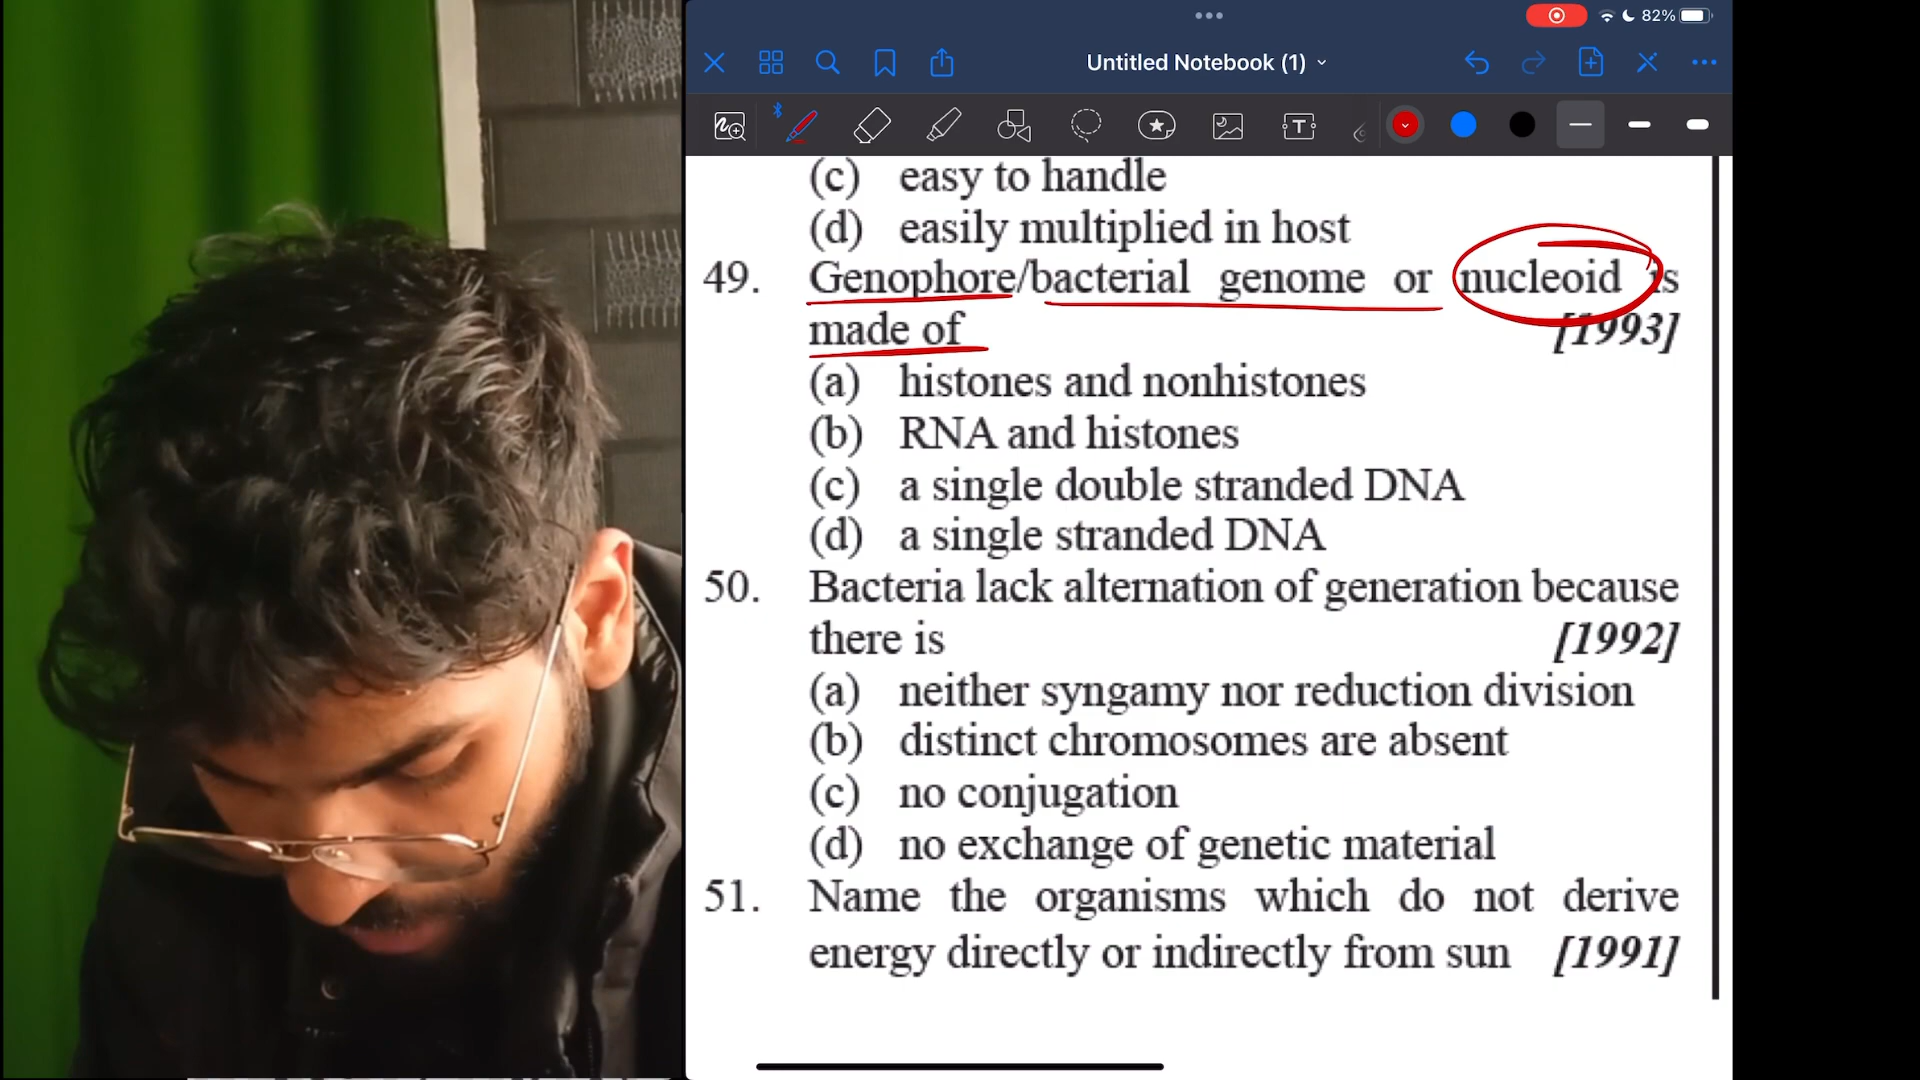 82%
Untitled Notebook (1)
(c) easy to handle
(d) easily multiplied in host
49. Genophore/bacterial genome or nucleoid is
made of [1993]
(a) histones and nonhistones
(b) RNA and histones
(c) a single double stranded DNA
(d) a single stranded DNA
50. Bacteria lack alternation of generation because
there is [1992]
(a) neither syngamy nor reduction division
(b) distinct chromosomes are absent
(c) no conjugation
(d) no exchange of genetic material
51. Name the organisms which do not derive
energy directly or indirectly from sun [1991]